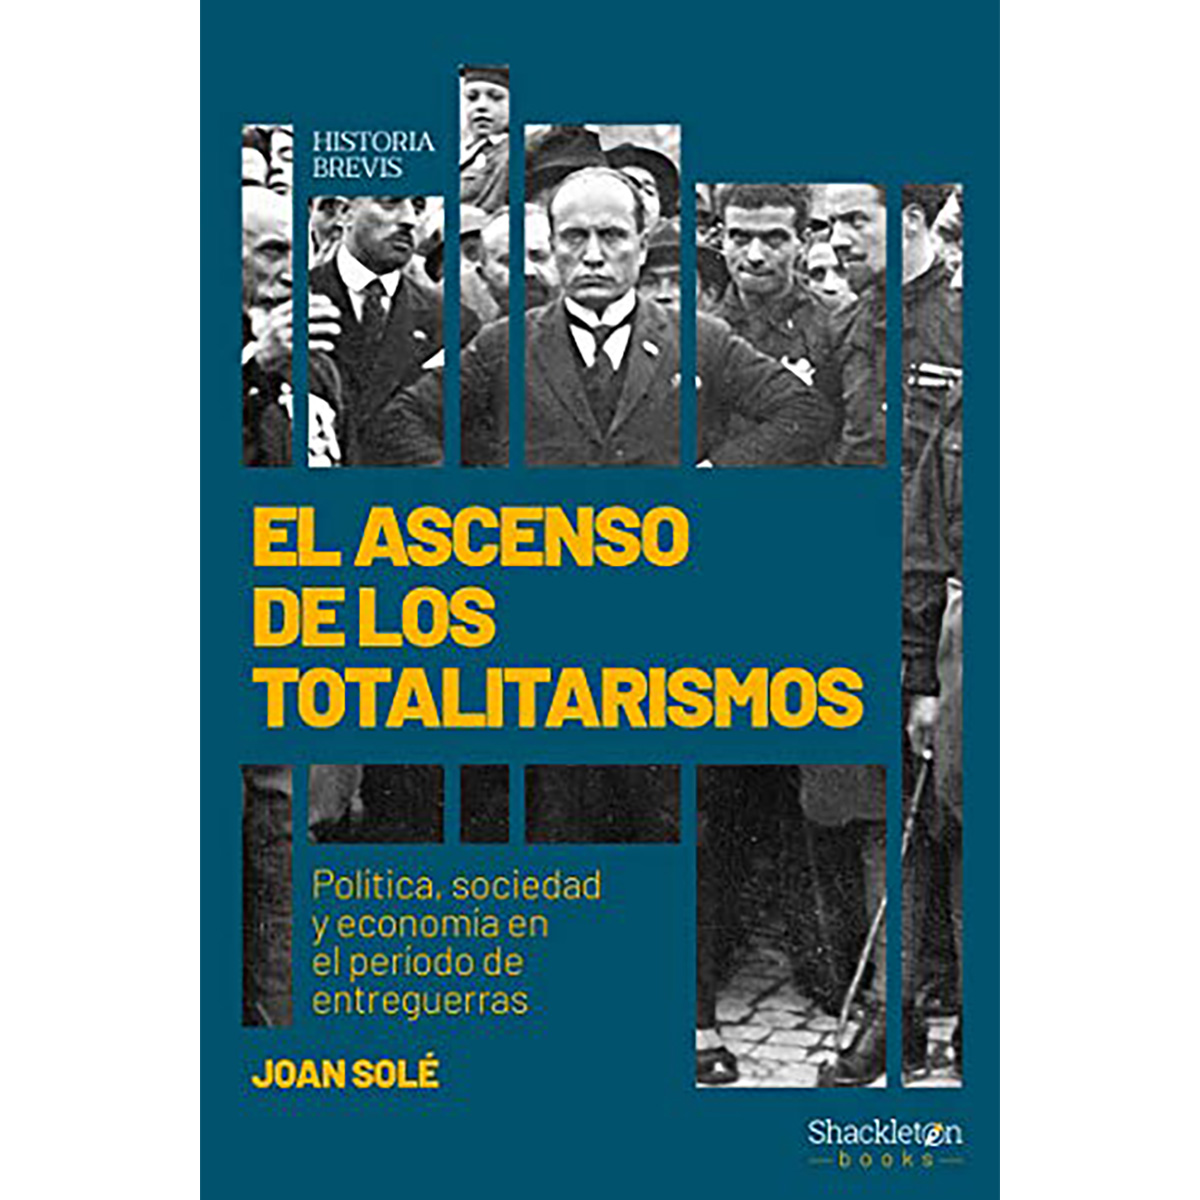 HISTORIA
BREVIS
EL ASCENSO
DE LOS
TOTALITARISMOS
Política, sociedad
y economía en
el período de
entreguerras
JOAN SOLÉ
Shackleton
books